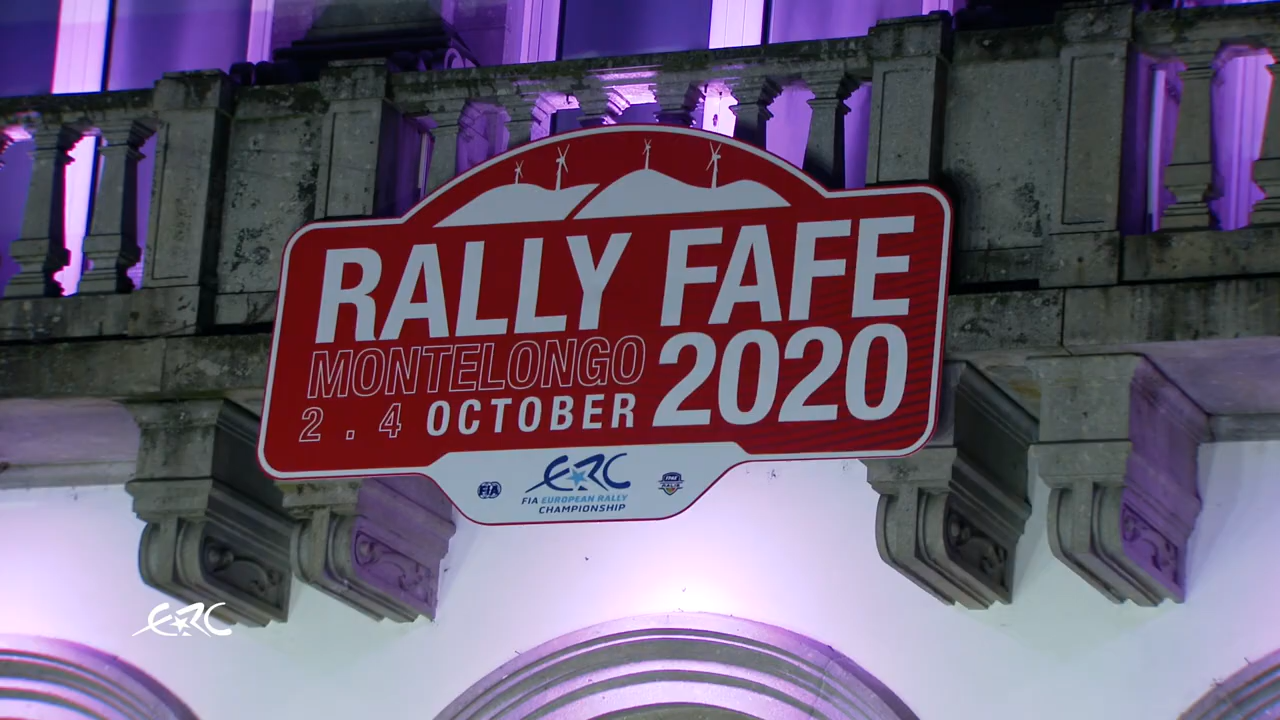 RALLY FAFE
MONTELONGO 2020
2 . 4 OCTOBER
FIA
ERC
FIA EUROPEAN RALLY
CHAMPIONSHIP
ERC